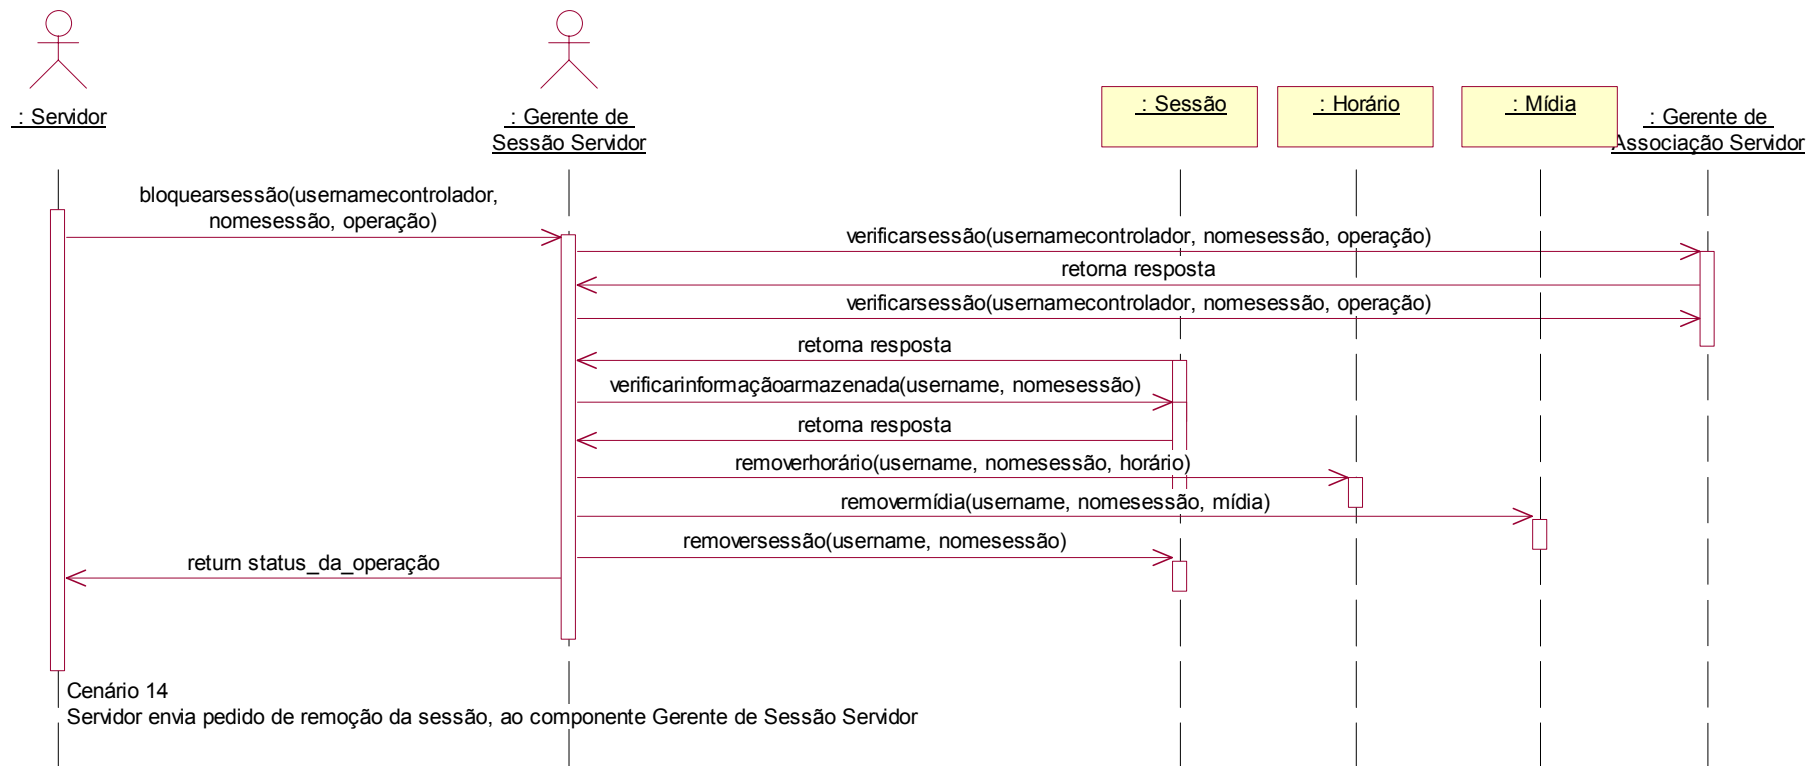 : Servidor
: Gerente de
Sessão Servidor
: Sessão
: Horário
: Mídia
: Gerente de
Associação Servidor
bloquearsessão(usernamecontrolador,
nomesessão, operação)
verificarsessão(usernamecontrolador, nomesessão, operação)
retorna resposta
verificarsessão(usernamecontrolador, nomesessão, operação)
retorna resposta
verificarinformaçãoarmazenada(username, nomesessão)
retorna resposta
removerhorário(username, nomesessão, horário)
removermídia(username, nomesessão, mídia)
removersessão(username, nomesessão)
return status_da_operação
Cenário 14
Servidor envia pedido de remoção da sessão, ao componente Gerente de Sessão Servidor